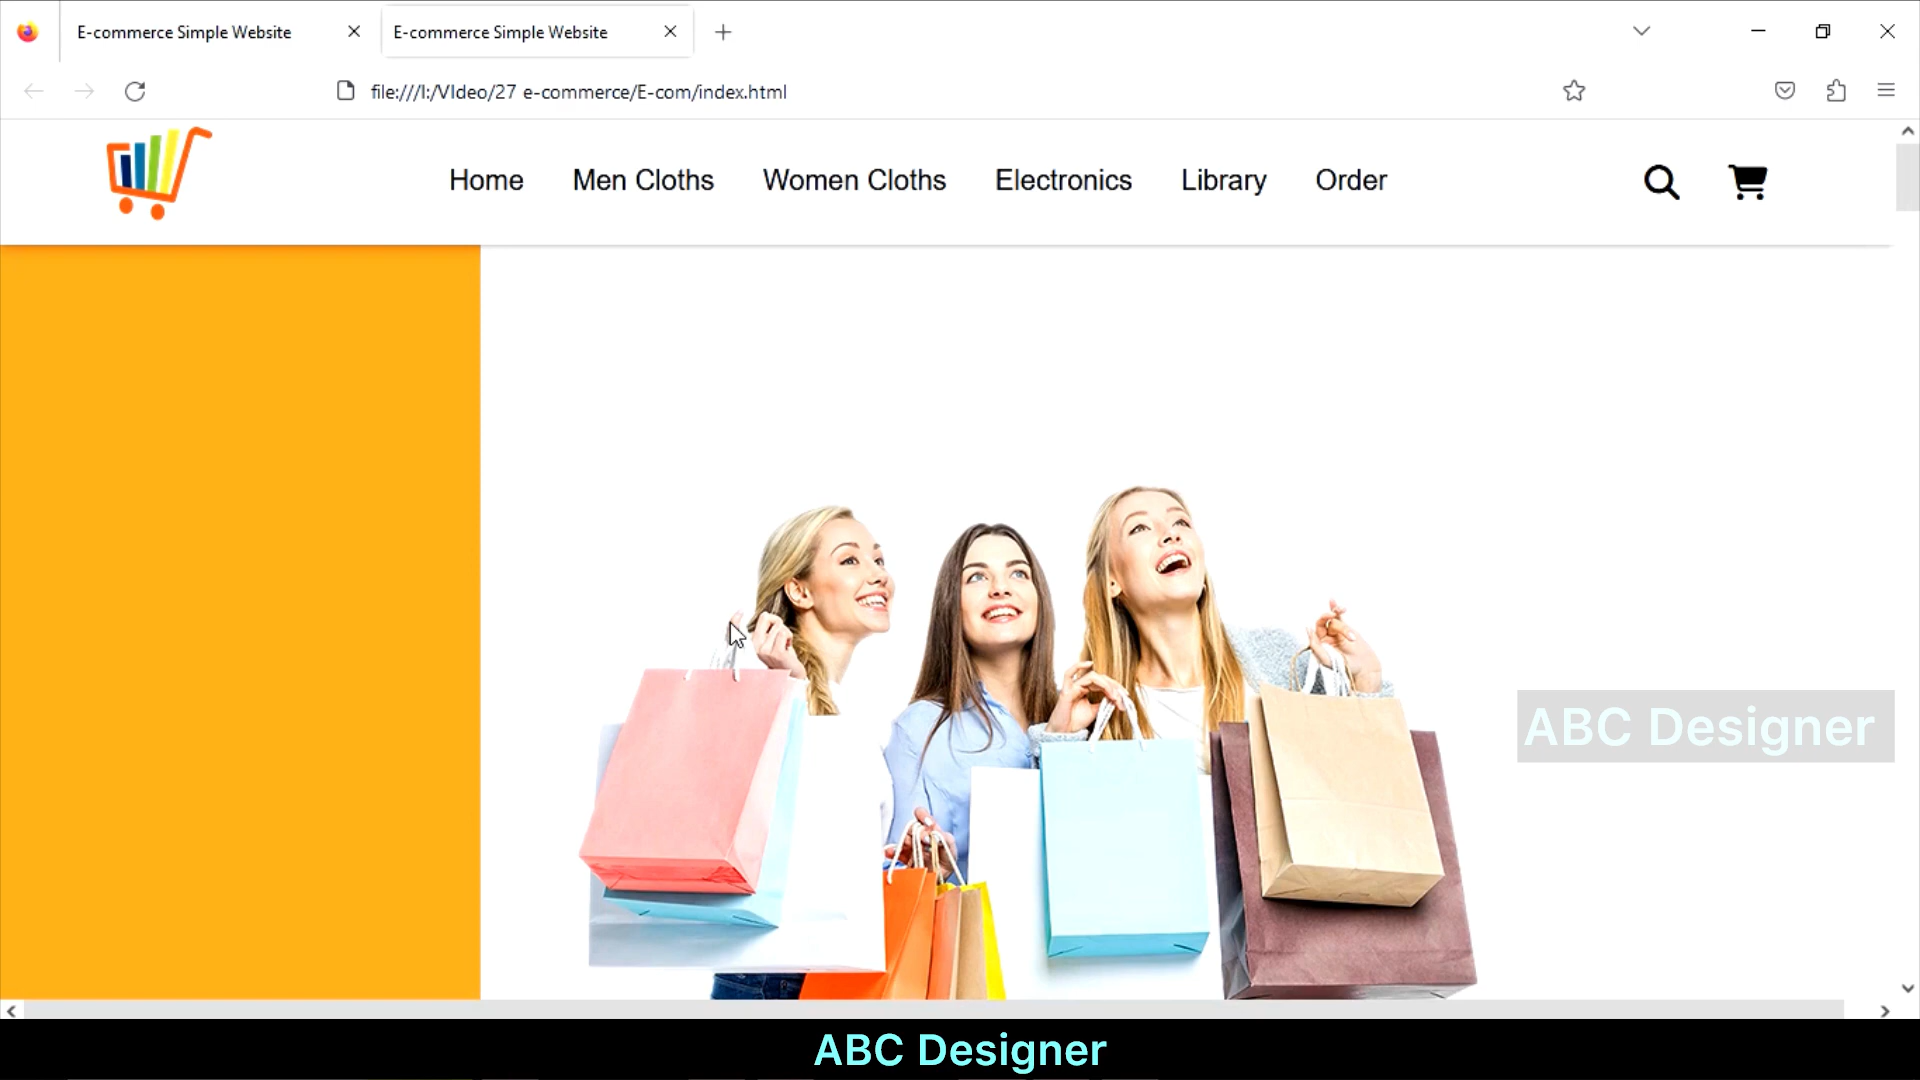 E-commerce Simple Website
E-commerce Simple Website
file:///I:/VIdeo/27 e-commerce/E-com/index.html
Home Men Cloths Women Cloths Electronics Library Order
ABC Designer
ABC Designer